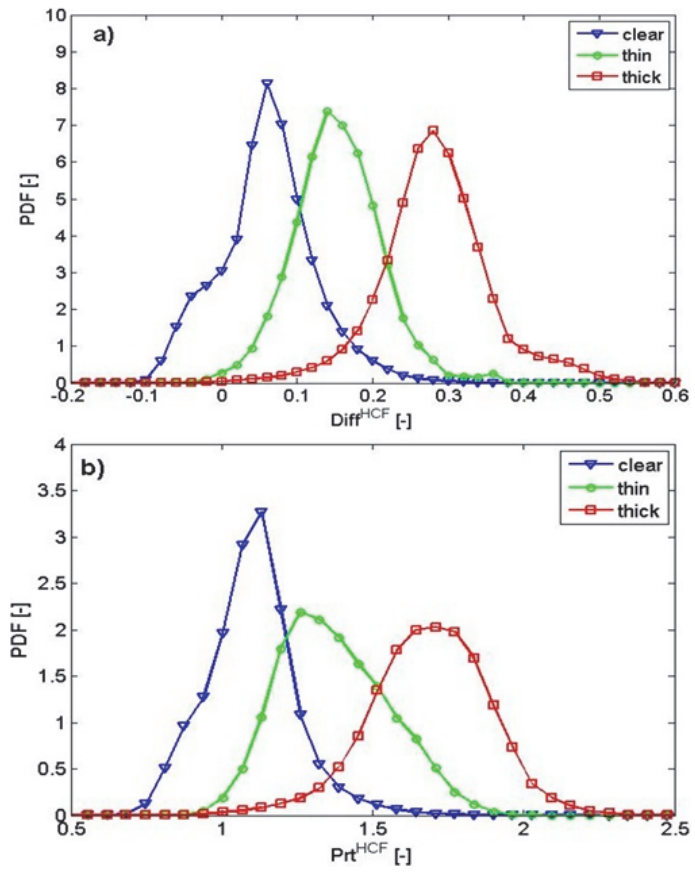 a)
10
9
8
7
6
5
4
3
2
1
0
PDF [-]
clear
thin
thick
-0.2 -0.1 0 0.1 0.2 0.3 0.4 0.5 0.6
Diff^HCF [-]
b)
4
3.5
3
2.5
2
1.5
1
0.5
0
PDF [-]
clear
thin
thick
0.5 1 1.5 2 2.5
Prt^HCF [-]